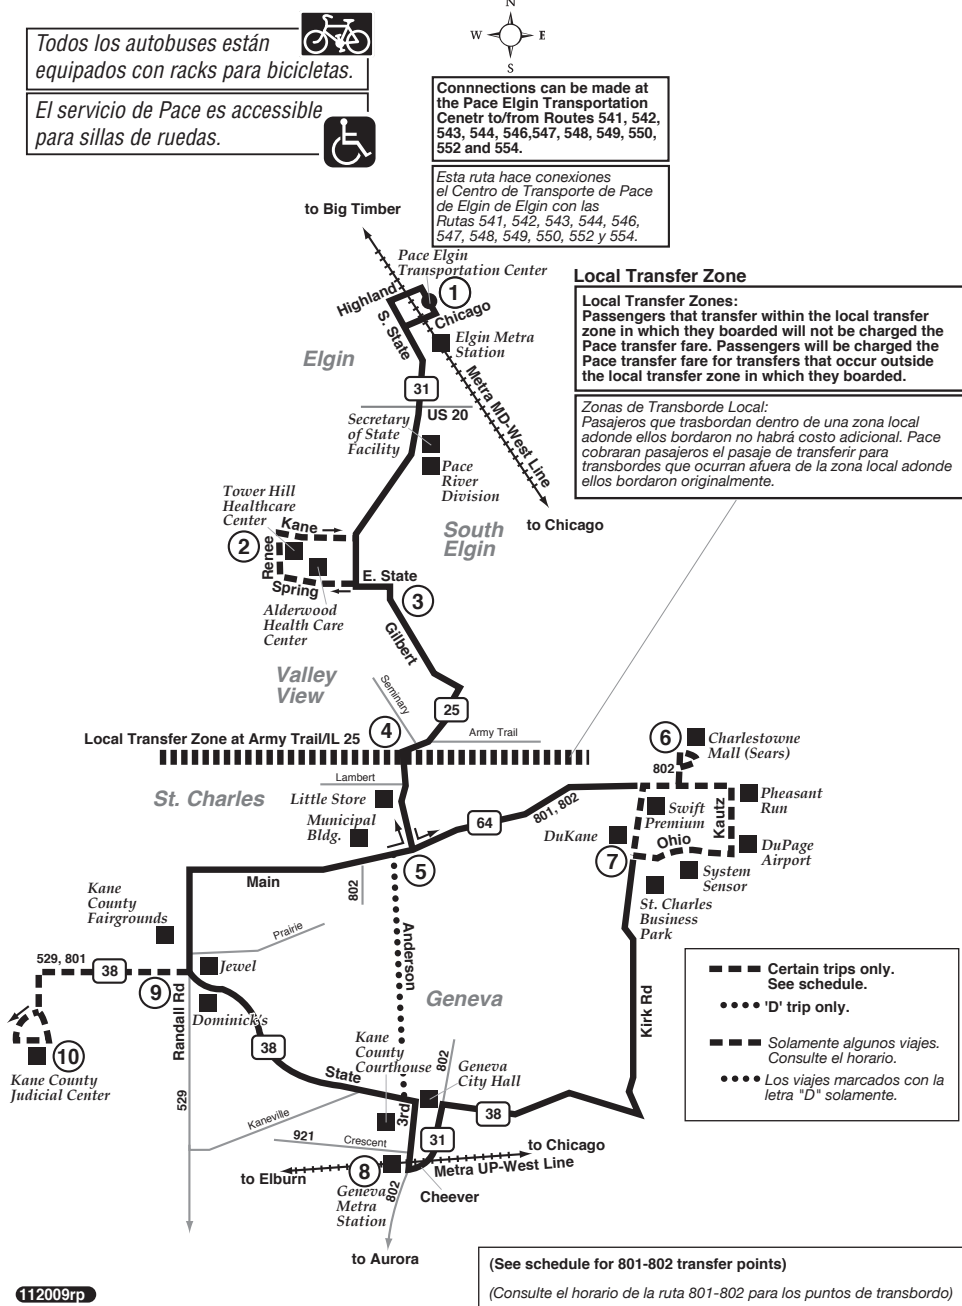 N
W
E
S
Todos los autobuses están
equipados con racks para bicicletas.
El servicio de Pace es accessible
para sillas de ruedas.
Connnections can be made at
the Pace Elgin Transportation
Cenetr to/from Routes 541, 542,
543, 544, 546,547, 548, 549, 550,
552 and 554.
Esta ruta hace conexiones
el Centro de Transporte de Pace
de Elgin de Elgin con las
Rutas 541, 542, 543, 544, 546,
547, 548, 549, 550, 552 y 554.
to Big Timber
Pace Elgin
Transportation Center
1
Highland
Chicago
S. State
Elgin Metra
Station
Elgin
31
Metra MD-West Line
US 20
Local Transfer Zone
Local Transfer Zones:
Passengers that transfer within the local transfer
zone in which they boarded will not be charged the
Pace transfer fare. Passengers will be charged the
Pace transfer fare for transfers that occur outside
the local transfer zone in which they boarded.
Zonas de Transborde Local:
Pasajeros que trasbordan dentro de una zona local
adonde ellos bordaron no habrá costo adicional. Pace
cobraran pasajeros el pasaje de transferir para
transbordes que ocurran afuera de la zona local adonde
ellos bordaron originalmente.
Secretary
of State
Facility
Pace
River
Division
to Chicago
South
Elgin
Tower Hill
Healthcare
Center
Kane
2
Renee
Spring
E. State
3
Alderwood
Health Care
Center
Gilbert
Valley
View
Seminary
25
4
Army Trail
Local Transfer Zone at Army Trail/IL 25
6
Charlestowne
Mall (Sears)
802
Lambert
St. Charles
Little Store
Municipal
Bldg.
801, 802
64
Swift
Premium
Kautz
Pheasant
Run
DuKane
Ohio
DuPage
Airport
7
System
Sensor
St. Charles
Business
Park
5
Main
802
Kane
County
Fairgrounds
Prairie
Anderson
529, 801
38
Jewel
9
Randall Rd
Dominick's
Geneva
Kirk Rd
10
Kane County
Judicial Center
38
Kane
County
Courthouse
802
Geneva
City Hall
State
529
3rd
38
Kaneville
921
Crescent
31
to Chicago
8
Metra UP-West Line
to Elburn
Geneva
Metra
Station
802
Cheever
to Aurora
Certain trips only.
See schedule.
'D' trip only.
Solamente algunos viajes.
Consulte el horario.
Los viajes marcados con la
letra "D" solamente.
(See schedule for 801-802 transfer points)
(Consulte el horario de la ruta 801-802 para los puntos de transbordo)
112009rp